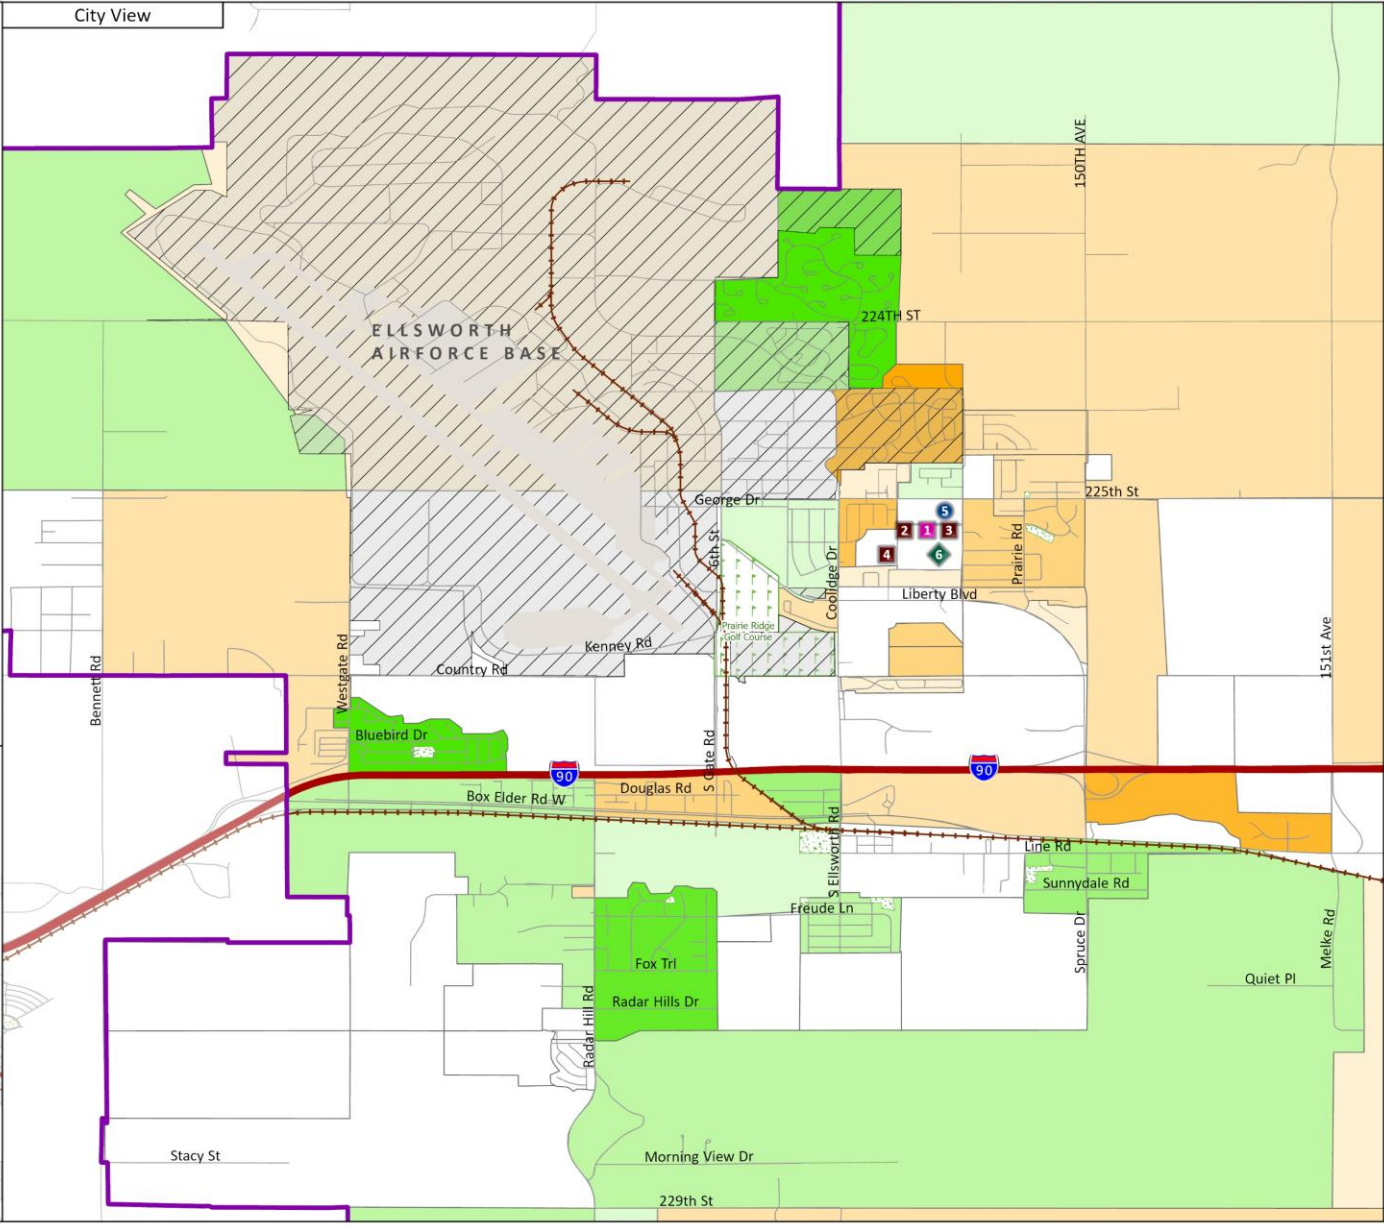 City View
150TH AVE
224TH ST
ELLSWORTH
AIRFORCE BASE
225th St
George Dr
5
2
1
3
4
6
6th St
Coolidge Dr
Prairie Rd
Liberty Blvd
Prairie Ridge
Golf Course
Kenney Rd
Country Rd
Westgate Rd
Bennett Rd
151st Ave
Bluebird Dr
S Gate Rd
90
90
Douglas Rd
Box Elder Rd W
S Ellsworth Rd
Line Rd
Sunnydale Rd
Freude Ln
Spruce Dr
Melke Rd
Fox Trl
Quiet Pl
Radar Hills Dr
Radar Hill Rd
Stacy St
Morning View Dr
229th St